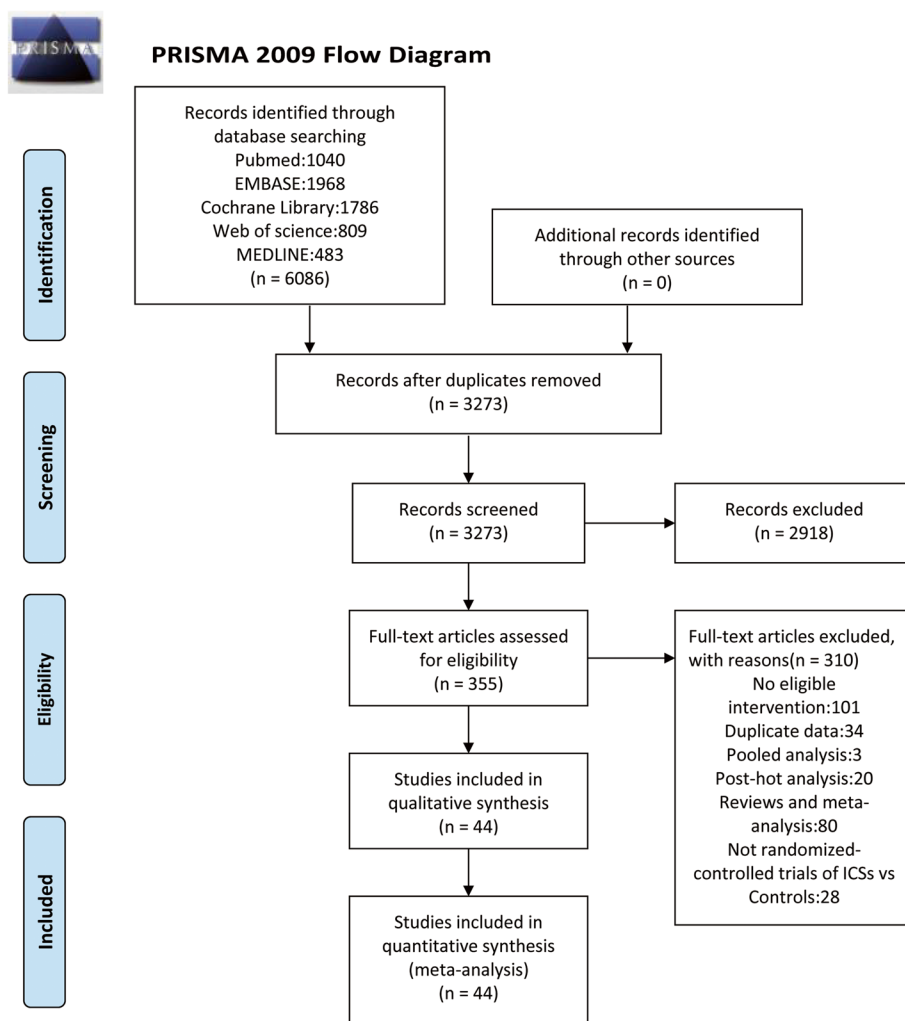 PRISMA
PRISMA 2009 Flow Diagram
Identification
Records identified through
database searching
Pubmed:1040
EMBASE:1968
Cochrane Library:1786
Web of science:809
MEDLINE:483
(n = 6086)
Additional records identified
through other sources
(n = 0)
Records after duplicates removed
(n = 3273)
Screening
Records screened
(n = 3273)
Records excluded
(n = 2918)
Eligibility
Full-text articles assessed
for eligibility
(n = 355)
Full-text articles excluded,
with reasons(n = 310)
No eligible
intervention:101
Duplicate data:34
Pooled analysis:3
Post-hot analysis:20
Reviews and meta-
analysis:80
Not randomized-
controlled trials of ICSs vs
Controls:28
Studies included in
qualitative synthesis
(n = 44)
Included
Studies included in
quantitative synthesis
(meta-analysis)
(n = 44)